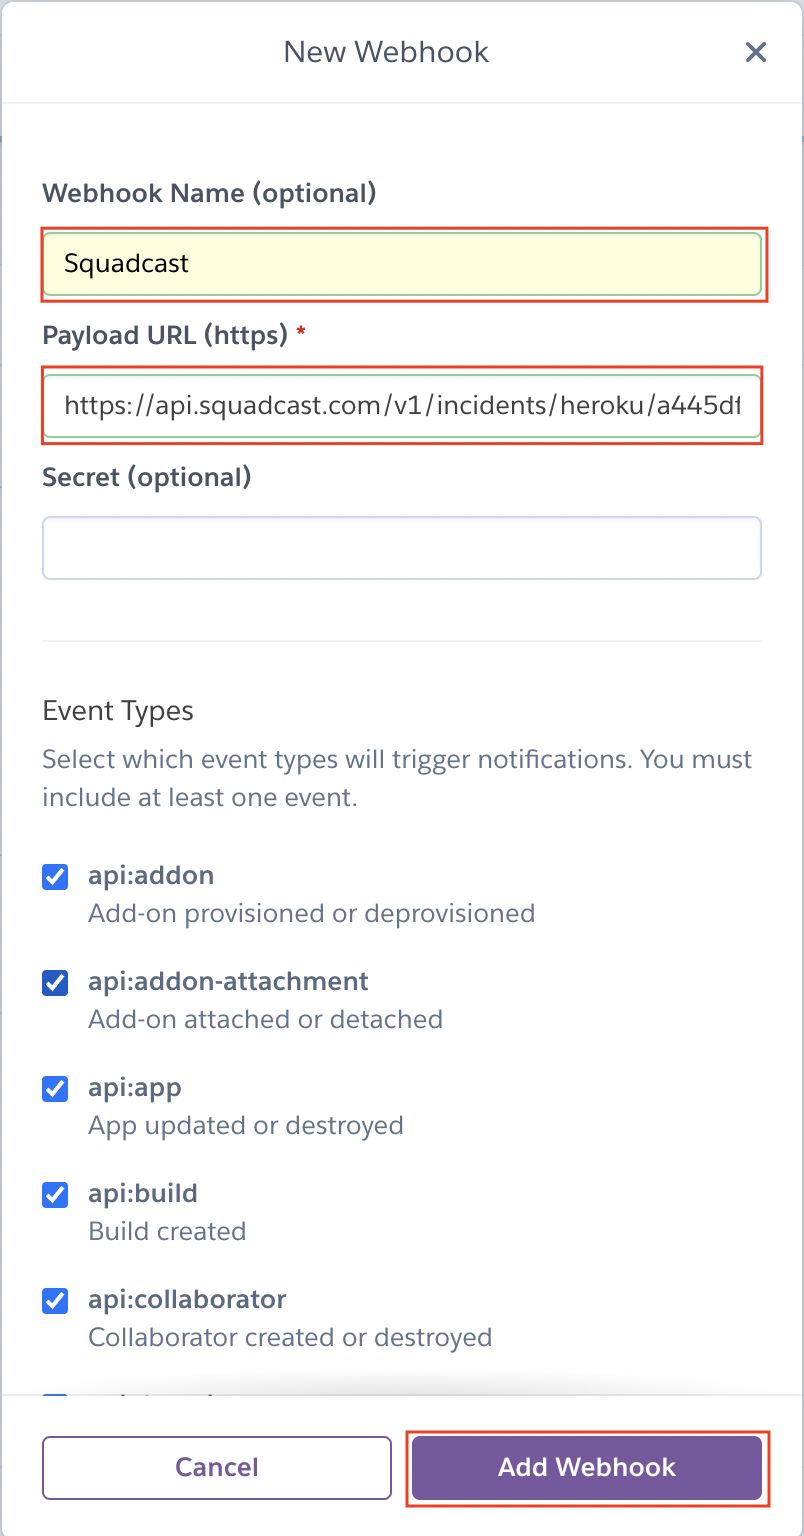 New Webhook
Webhook Name (optional)
Squadcast
Payload URL (https) *
https://api.squadcast.com/v1/incidents/heroku/a445df
Secret (optional)
Event Types
Select which event types will trigger notifications. You must
include at least one event.
api:addon
Add-on provisioned or deprovisioned
api:addon-attachment
Add-on attached or detached
api:app
App updated or destroyed
api:build
Build created
api:collaborator
Collaborator created or destroyed
Cancel
Add Webhook